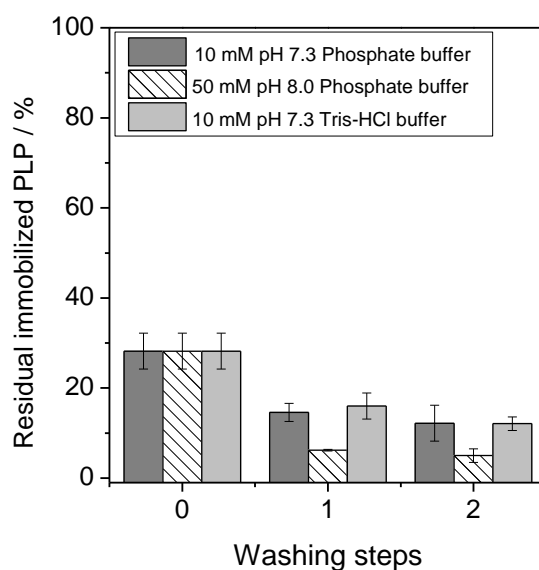 100
80
60
40
20
0
Residual immobilized PLP / %
10 mM pH 7.3 Phosphate buffer
50 mM pH 8.0 Phosphate buffer
10 mM pH 7.3 Tris-HCl buffer
0 1 2
Washing steps